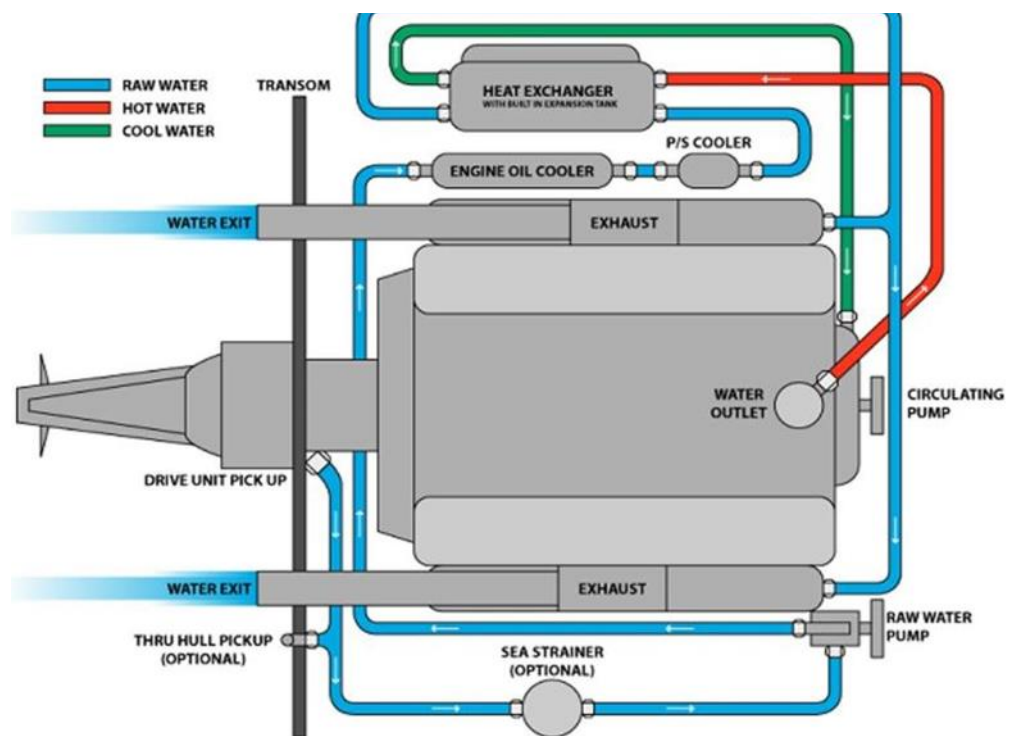 RAW WATER
HOT WATER
COOL WATER
TRANSOM
HEAT EXCHANGER
WITH BUILT IN EXPANSION TANK
P/S COOLER
ENGINE OIL COOLER
WATER EXIT
EXHAUST
WATER
OUTLET
CIRCULATING
PUMP
DRIVE UNIT PICK UP
WATER EXIT
EXHAUST
RAW WATER
PUMP
THRU HULL PICKUP
(OPTIONAL)
SEA STRAINER
(OPTIONAL)